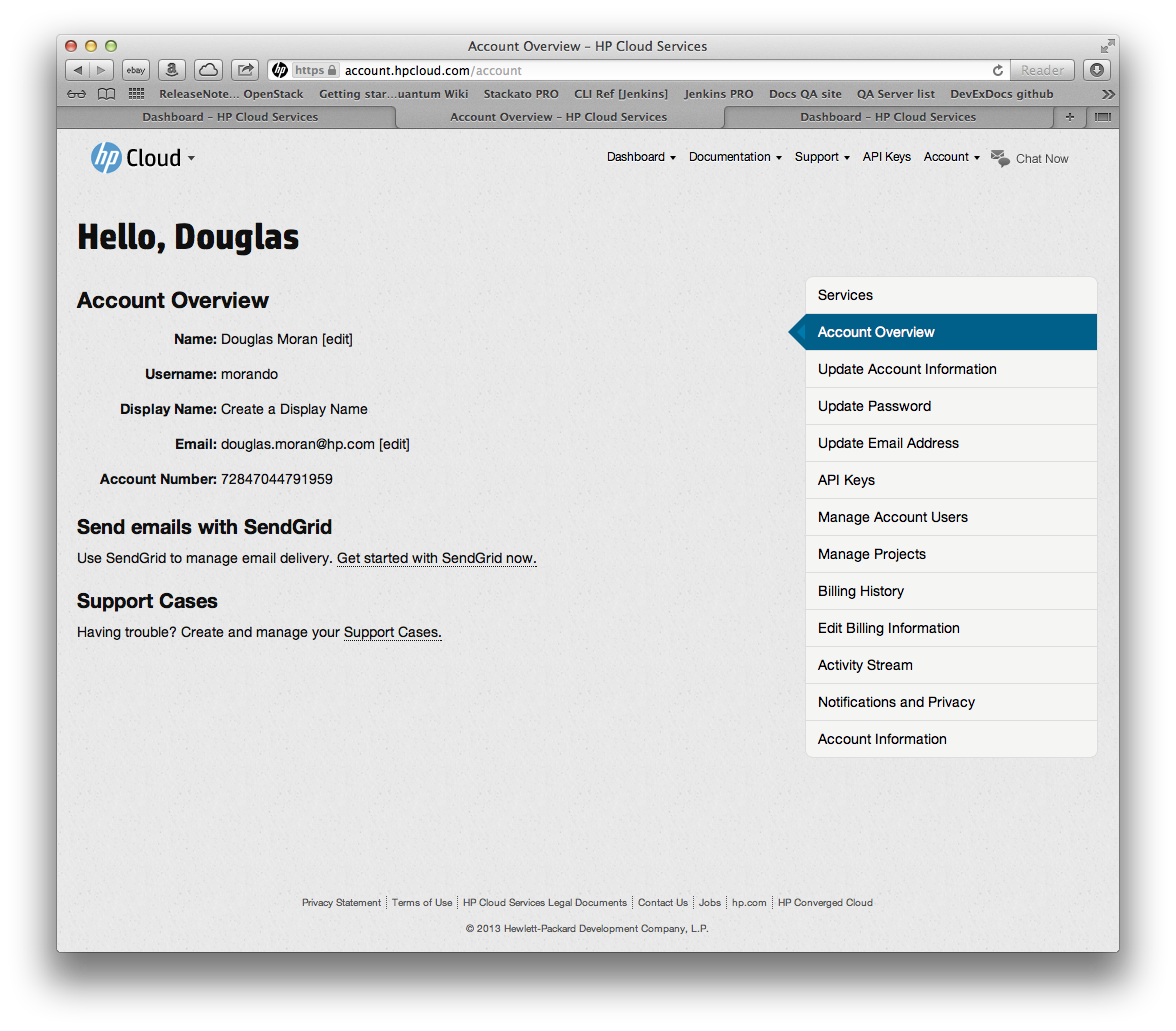 Account Overview – HP Cloud Services
ebay
hp https account.hpcloud.com/account Reader
ReleaseNote... OpenStack Getting star...uantum Wiki Stackato PRO CLI Ref [Jenkins] Jenkins PRO Docs QA site QA Server list DevExDocs github
Dashboard – HP Cloud Services Account Overview – HP Cloud Services Dashboard – HP Cloud Services
hp Cloud Dashboard Documentation Support API Keys Account Chat Now
Hello, Douglas
Account Overview
Name: Douglas Moran [edit]
Username: morando
Display Name: Create a Display Name
Email: douglas.moran@hp.com [edit]
Account Number: 72847044791959
Send emails with SendGrid
Use SendGrid to manage email delivery. Get started with SendGrid now.
Support Cases
Having trouble? Create and manage your Support Cases.
Services
Account Overview
Update Account Information
Update Password
Update Email Address
API Keys
Manage Account Users
Manage Projects
Billing History
Edit Billing Information
Activity Stream
Notifications and Privacy
Account Information
Privacy Statement Terms of Use HP Cloud Services Legal Documents Contact Us Jobs hp.com HP Converged Cloud
© 2013 Hewlett-Packard Development Company, L.P.